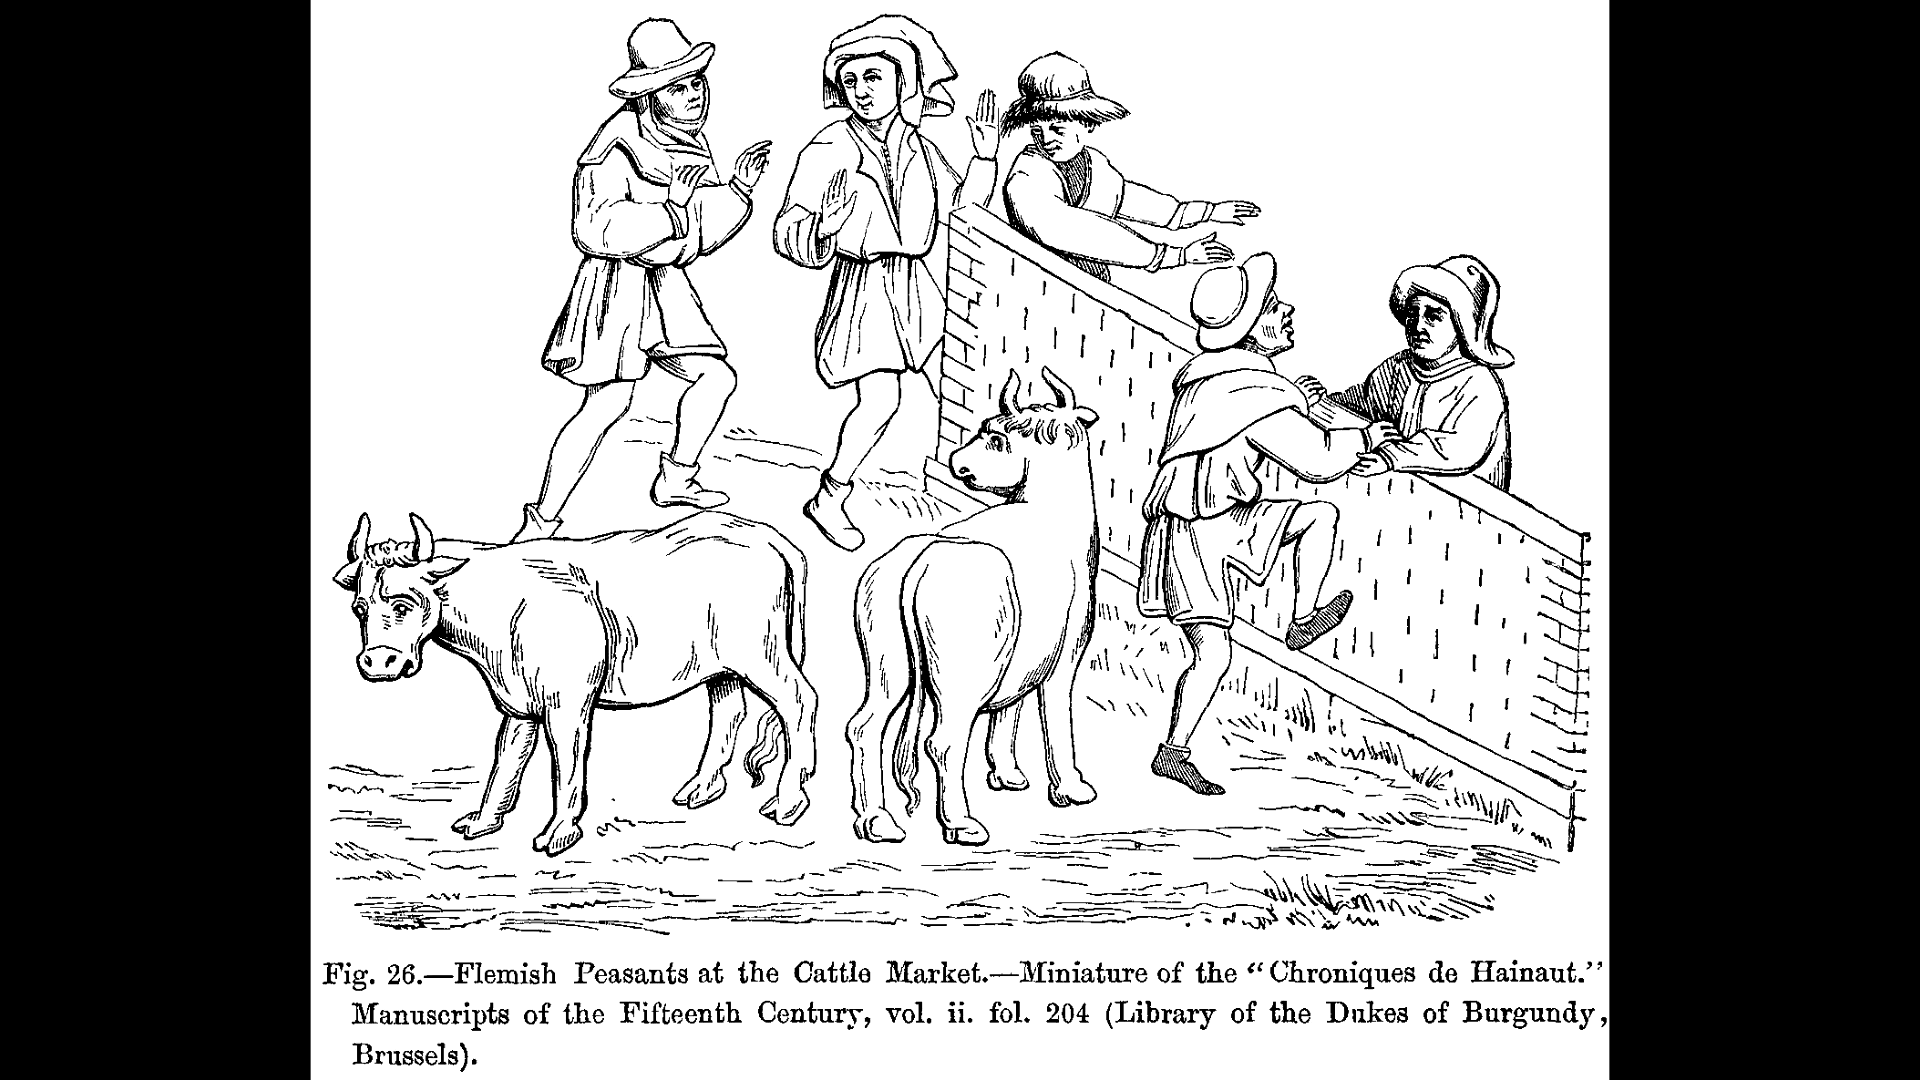 Fig. 26.—Flemish Peasants at the Cattle Market.—Miniature of the “Chroniques de Hainaut.”
Manuscripts of the Fifteenth Century, vol. ii. fol. 204 (Library of the Dukes of Burgundy,
Brussels).